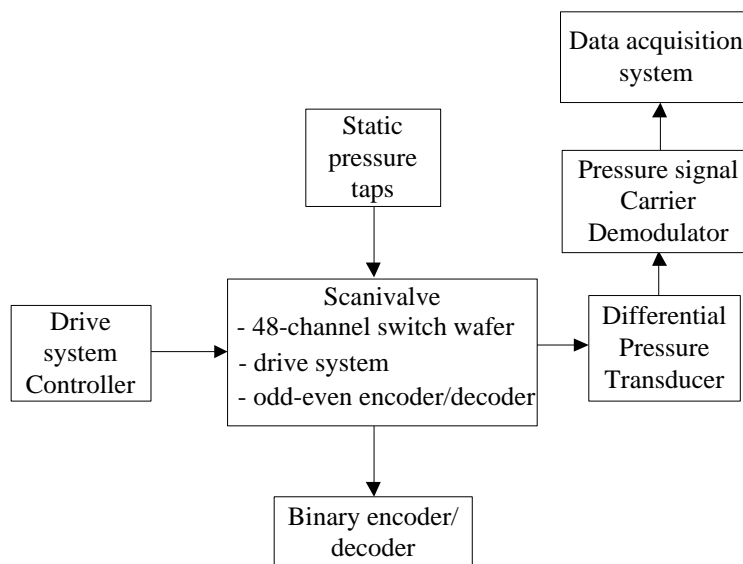 Data acquisition
system
Static
pressure
taps
Pressure signal
Carrier
Demodulator
Scanivalve
- 48-channel switch wafer
- drive system
- odd-even encoder/decoder
Drive
system
Controller
Differential
Pressure
Transducer
Binary encoder/
decoder